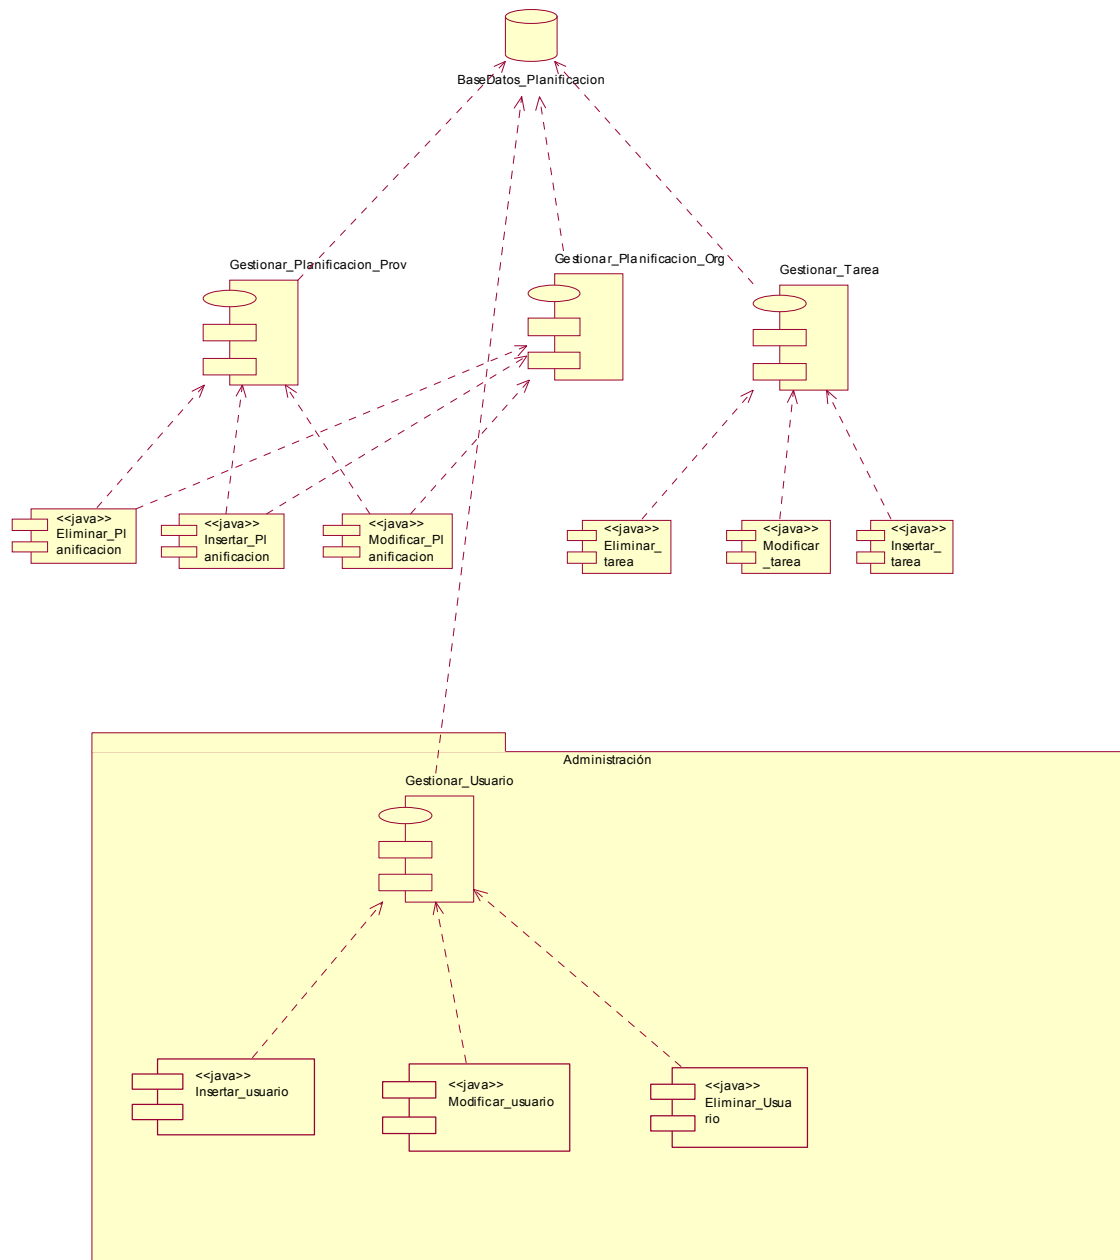 BaseDatos_Planificacion
Gestionar_Planificacion_Prov
Gestionar_Planificacion_Org
Gestionar_Tarea
<<java>>
Eliminar_Pl
anificacion
<<java>>
Insertar_Pl
anificacion
<<java>>
Modificar_Pl
anificacion
<<java>>
Eliminar_
tarea
<<java>>
Modificar
_tarea
<<java>>
Insertar_
tarea
Administración
Gestionar_Usuario
<<java>>
Insertar_usuario
<<java>>
Modificar_usuario
<<java>>
Eliminar_Usua
rio